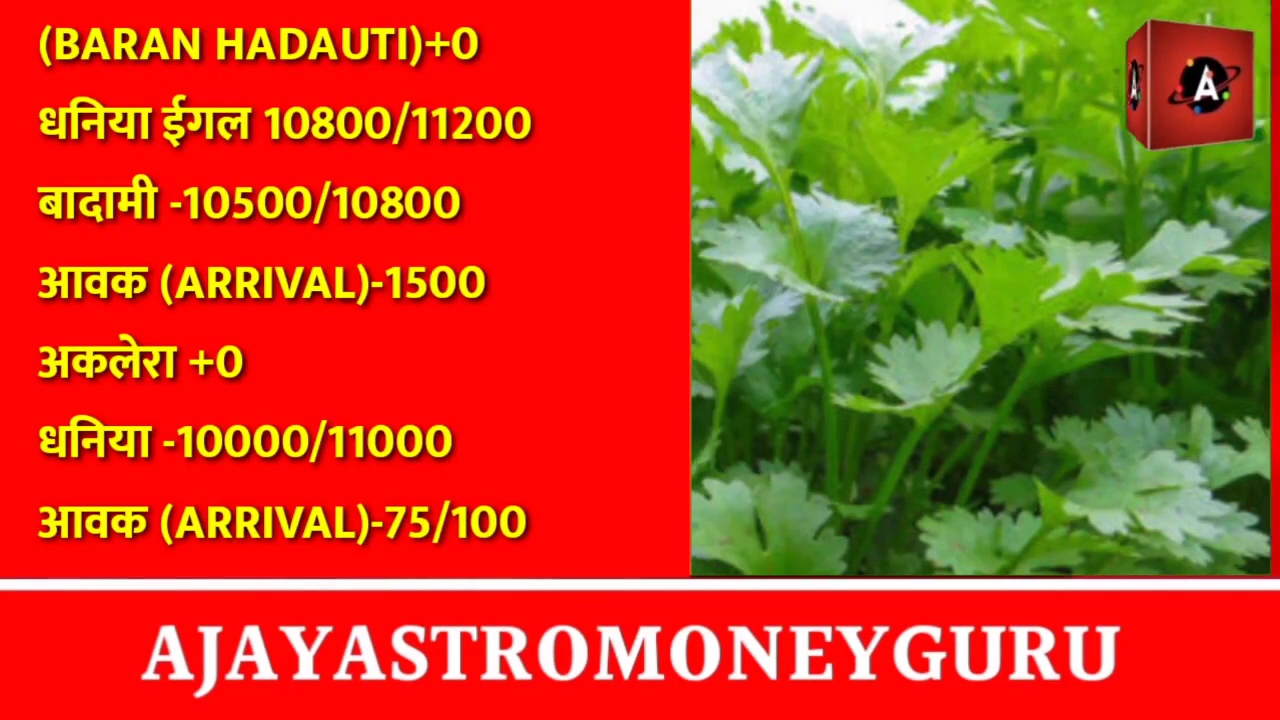 (BARAN HADAUTI)+0
धनिया ईगल 10800/11200
बादामी -10500/10800
आवक (ARRIVAL)-1500
अकलेरा +0
धनिया -10000/11000
आवक (ARRIVAL)-75/100
A
A
AJAYASTROMONEYGURU